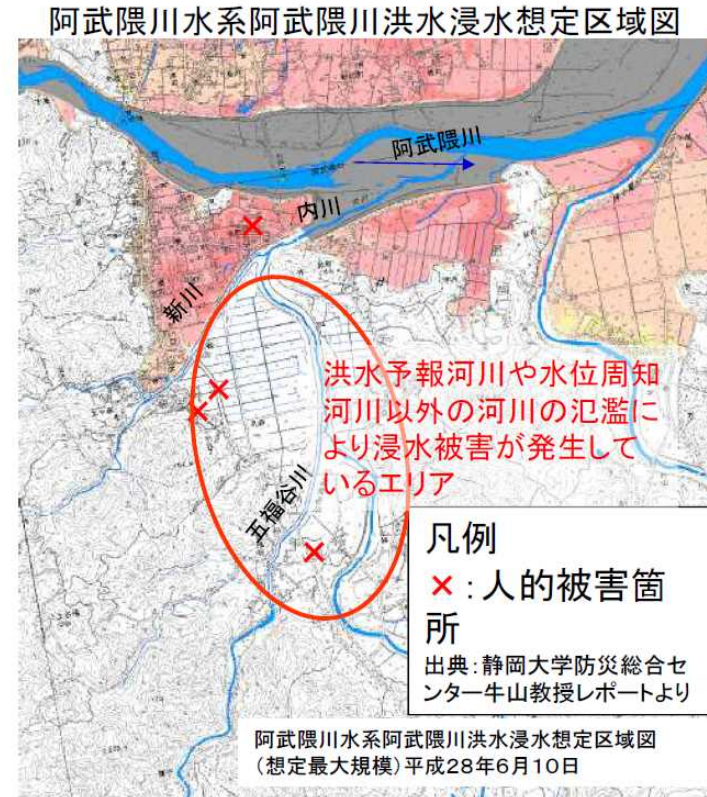 阿武隈川水系阿武隈川洪水浸水想定区域図
阿武隈川
内川
新川
洪水予報河川や水位周知
河川以外の河川の氾濫に
より浸水被害が発生して
いるエリア
五福谷川
凡例
×:人的被害箇
所
出典:静岡大学防災総合セ
ンター牛山教授レポートより
阿武隈川水系阿武隈川洪水浸水想定区域図
(想定最大規模)平成28年6月10日